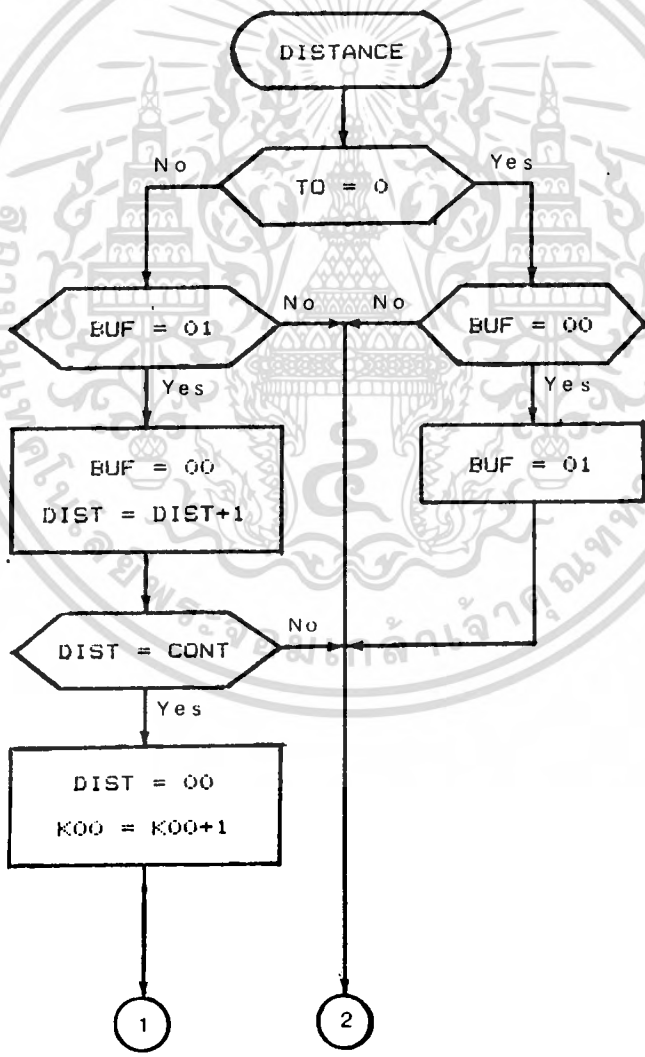 DISTANCE
No
Yes
TO = 0
BUF = 01
No
No
BUF = 00
Yes
Yes
BUF = 00
DIST = DIST+1
BUF = 01
DIST = CONT
No
Yes
DIST = 00
K00 = K00+1
1
2